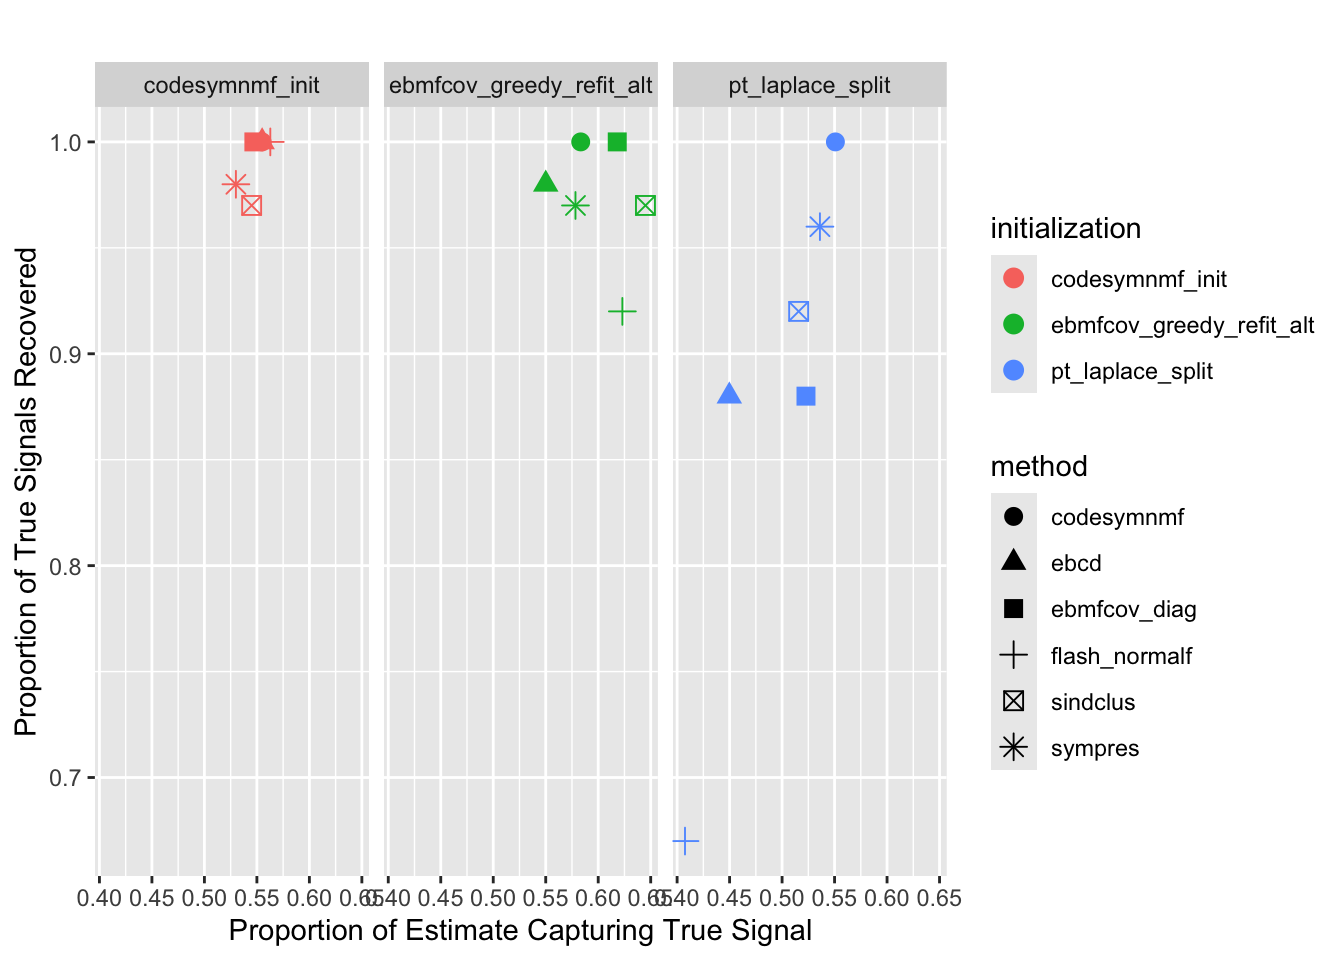 codesymnmf_init ebmfcov_greedy_refit_alt pt_laplace_split
1.0
0.9
0.8
0.7
Proportion of True Signals Recovered
0.40 0.45 0.50 0.55 0.60 0.65 0.40 0.45 0.50 0.55 0.60 0.65 0.40 0.45 0.50 0.55 0.60 0.65
Proportion of Estimate Capturing True Signal
initialization
codesymnmf_init
ebmfcov_greedy_refit_alt
pt_laplace_split
method
codesymnmf
ebcd
ebmfcov_diag
flash_normalf
sindclus
sympres